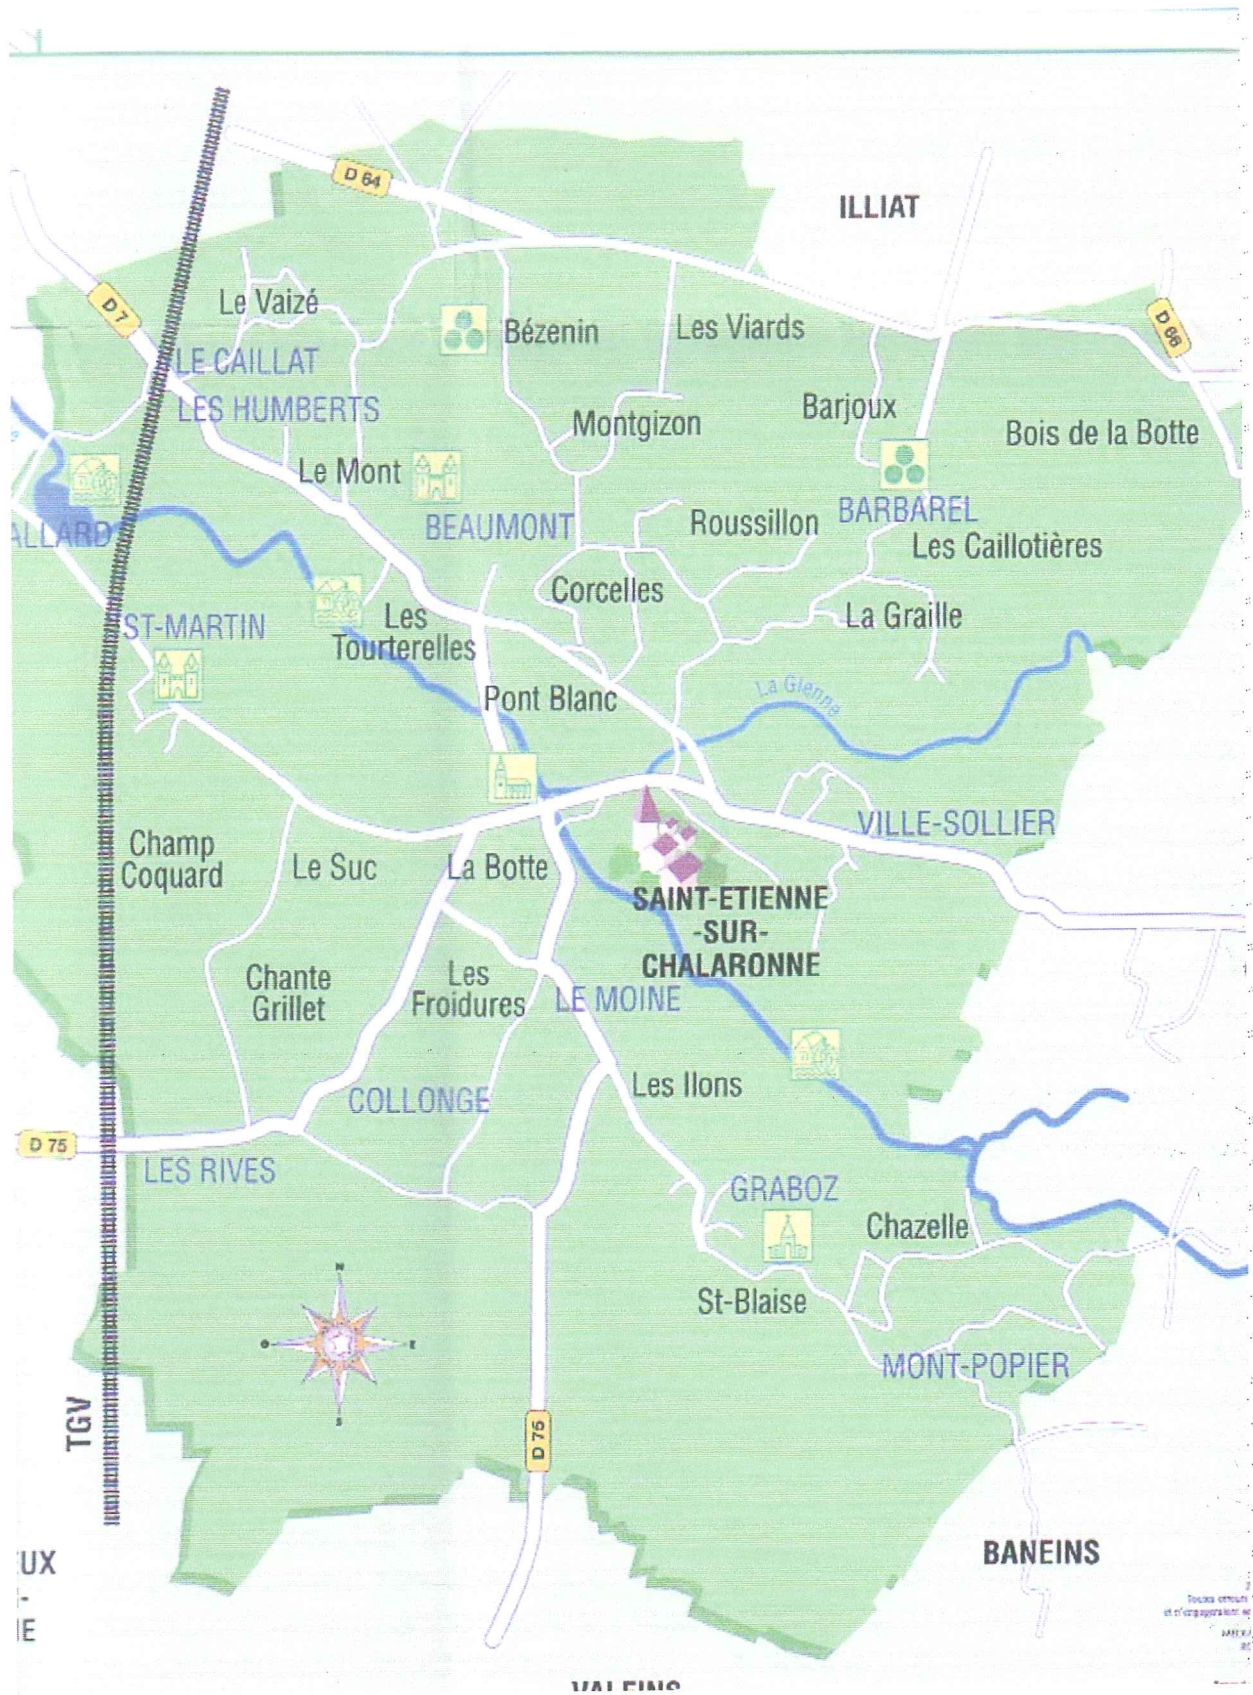 D 64
ILLIAT
D 7
Le Vaizé
Bézenin
Les Viards
D 66
LE CAILLAT
LES HUMBERTS
Montgizon
Barjoux
Bois de la Botte
Le Mont
BEAUMONT
Roussillon
BARBAREL
ALLARD
Les Caillotières
Corcelles
ST-MARTIN
Les
Tourterelles
La Graille
Pont Blanc
La Glenne
VILLE-SOLLIER
Champ
Coquard
Le Suc
La Botte
SAINT-ETIENNE
-SUR-
CHALARONNE
Chante
Grillet
Les
Froidures
LE MOINE
Les Ilons
COLLONGE
D 75
LES RIVES
GRABOZ
Chazelle
N
O
E
S
St-Blaise
MONT-POPIER
TGV
D 75
BANEINS
UX
-
IE
VALEINS